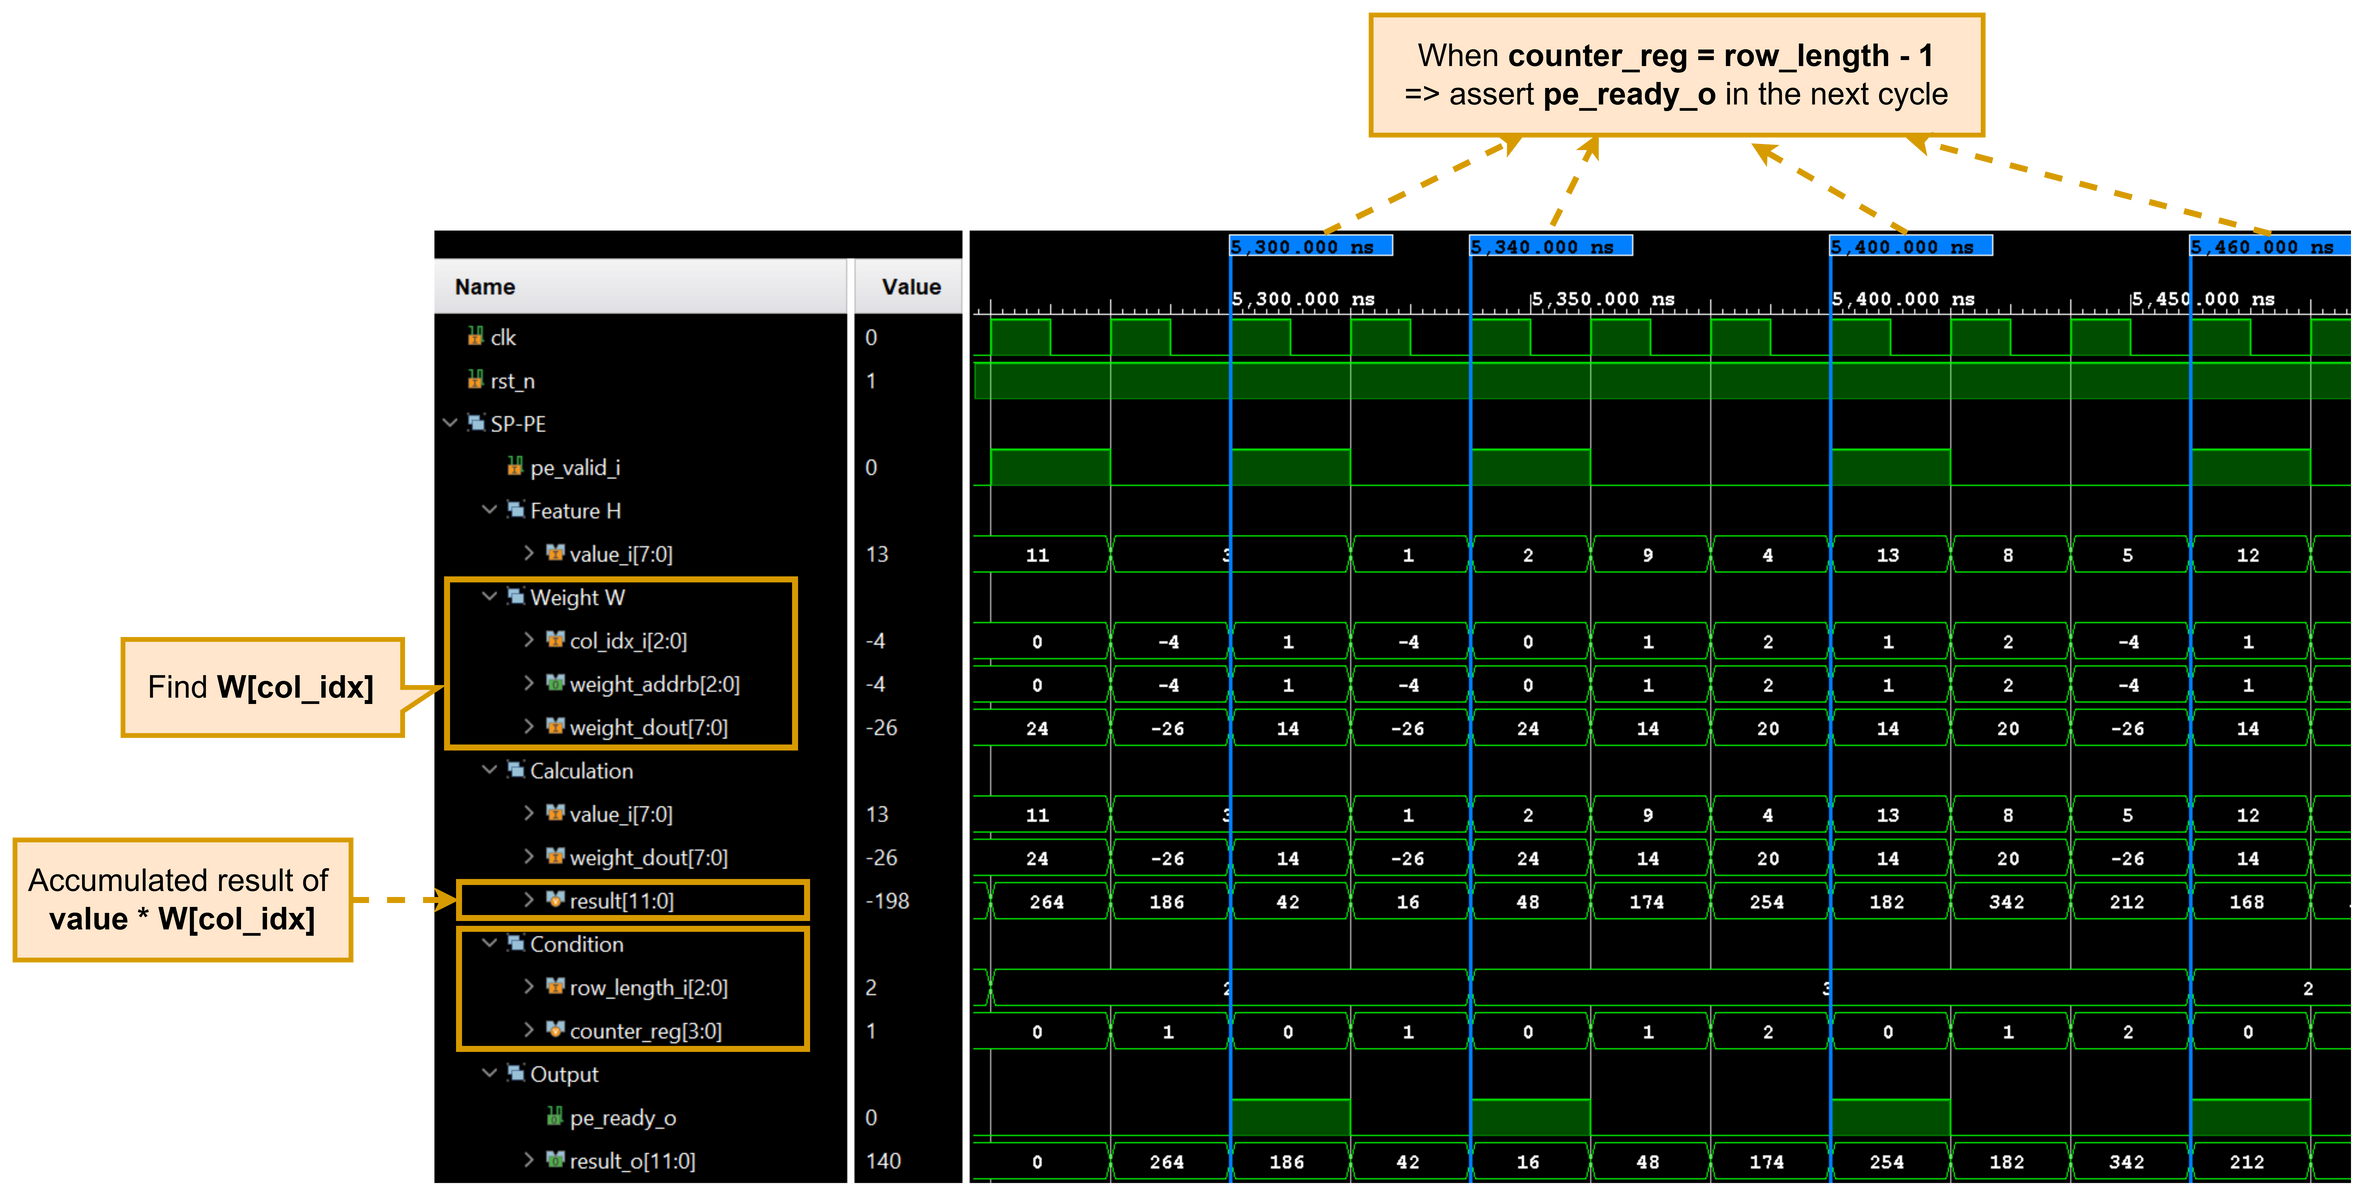 When counter_reg = row_length - 1
=> assert pe_ready_o in the next cycle
5,300.000 ns 5,340.000 ns 5,400.000 ns 5,460.000 ns
Name Value 5,300.000 ns 5,350.000 ns 5,400.000 ns 5,450.000 ns
clk 0
rst_n 1
SP-PE
pe_valid_i 0
Feature H
value_i[7:0] 13 11 3 1 2 9 4 13 8 5 12
Weight W
col_idx_i[2:0] -4 0 -4 1 -4 0 1 2 1 2 -4 1
Find W[col_idx]
weight_addrb[2:0] -4 0 -4 1 -4 0 1 2 1 2 -4 1
weight_dout[7:0] -26 24 -26 14 -26 24 14 20 14 20 -26 14
Calculation
value_i[7:0] 13 11 3 1 2 9 4 13 8 5 12
weight_dout[7:0] -26 24 -26 14 -26 24 14 20 14 20 -26 14
Accumulated result of
value * W[col_idx]
result[11:0] -198 264 186 42 16 48 174 254 182 342 212 168
Condition
row_length_i[2:0] 2 2 3 2
counter_reg[3:0] 1 0 1 0 1 0 1 2 0 1 2 0
Output
pe_ready_o 0
result_o[11:0] 140 0 264 186 42 16 48 174 254 182 342 212